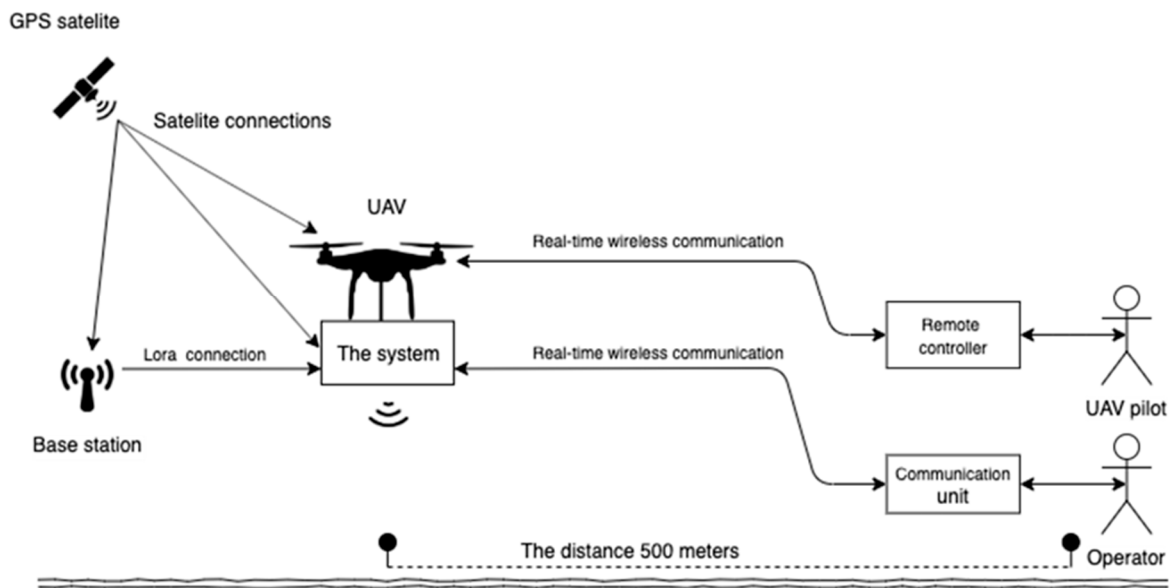 GPS satelite
Satelite connections
UAV
Real-time wireless communication
Remote
controller
The system
Lora connection
Real-time wireless communication
UAV pilot
Base station
Communication
unit
The distance 500 meters
Operator